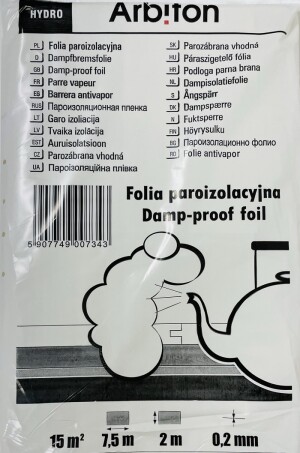 HYDRO
Arbiton
PL Folia paroizolacyjna
D Dampfbremsfolie
GB Damp-proof foil
FR Parre vapeur
EB Barrera antivapor
RUS Пароизоляционная пленка
LT Garo izoliacija
LV Tvaika izolācija
EST Auruisolatsioon
CZ Parozábrana vhodná
UA Пароізоляційна плівка
SK Parozábrana vhodná
HU Páraszigetelő fólia
HR Podloga parna brana
NL Dampisolatiefolie
S Ångspärr
DK Dampspærre
N Fuktsperre
FIN Höyrysulku
BG Пароизолационно фолио
RO Folie antivapor
5 907749 007343
Folia paroizolacyjna
Damp-proof foil
15 m²
7,5 m
2 m
0,2 mm